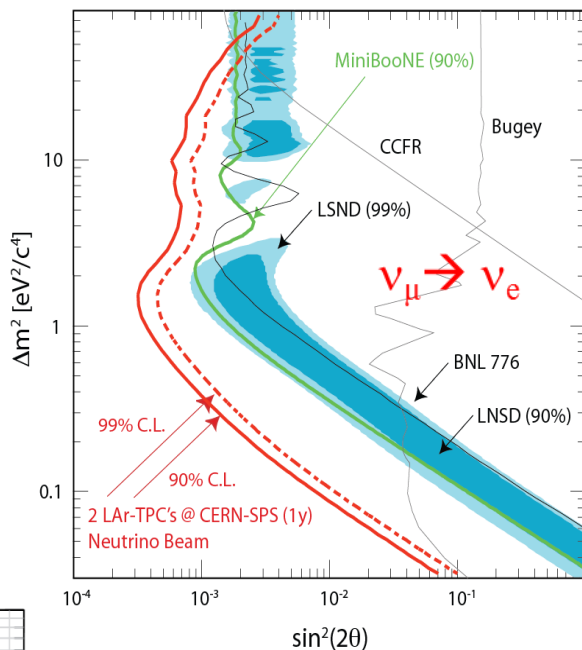 MiniBooNE (90%)
Bugey
CCFR
10
LSND (99%)
νμ → νe
Δm² [eV²/c⁴]
1
BNL 776
LNSD (90%)
99% C.L.
90% C.L.
0.1
2 LAr-TPC's @ CERN-SPS (1y)
Neutrino Beam
10⁻⁴ 10⁻³ 10⁻² 10⁻¹
sin²(2θ)